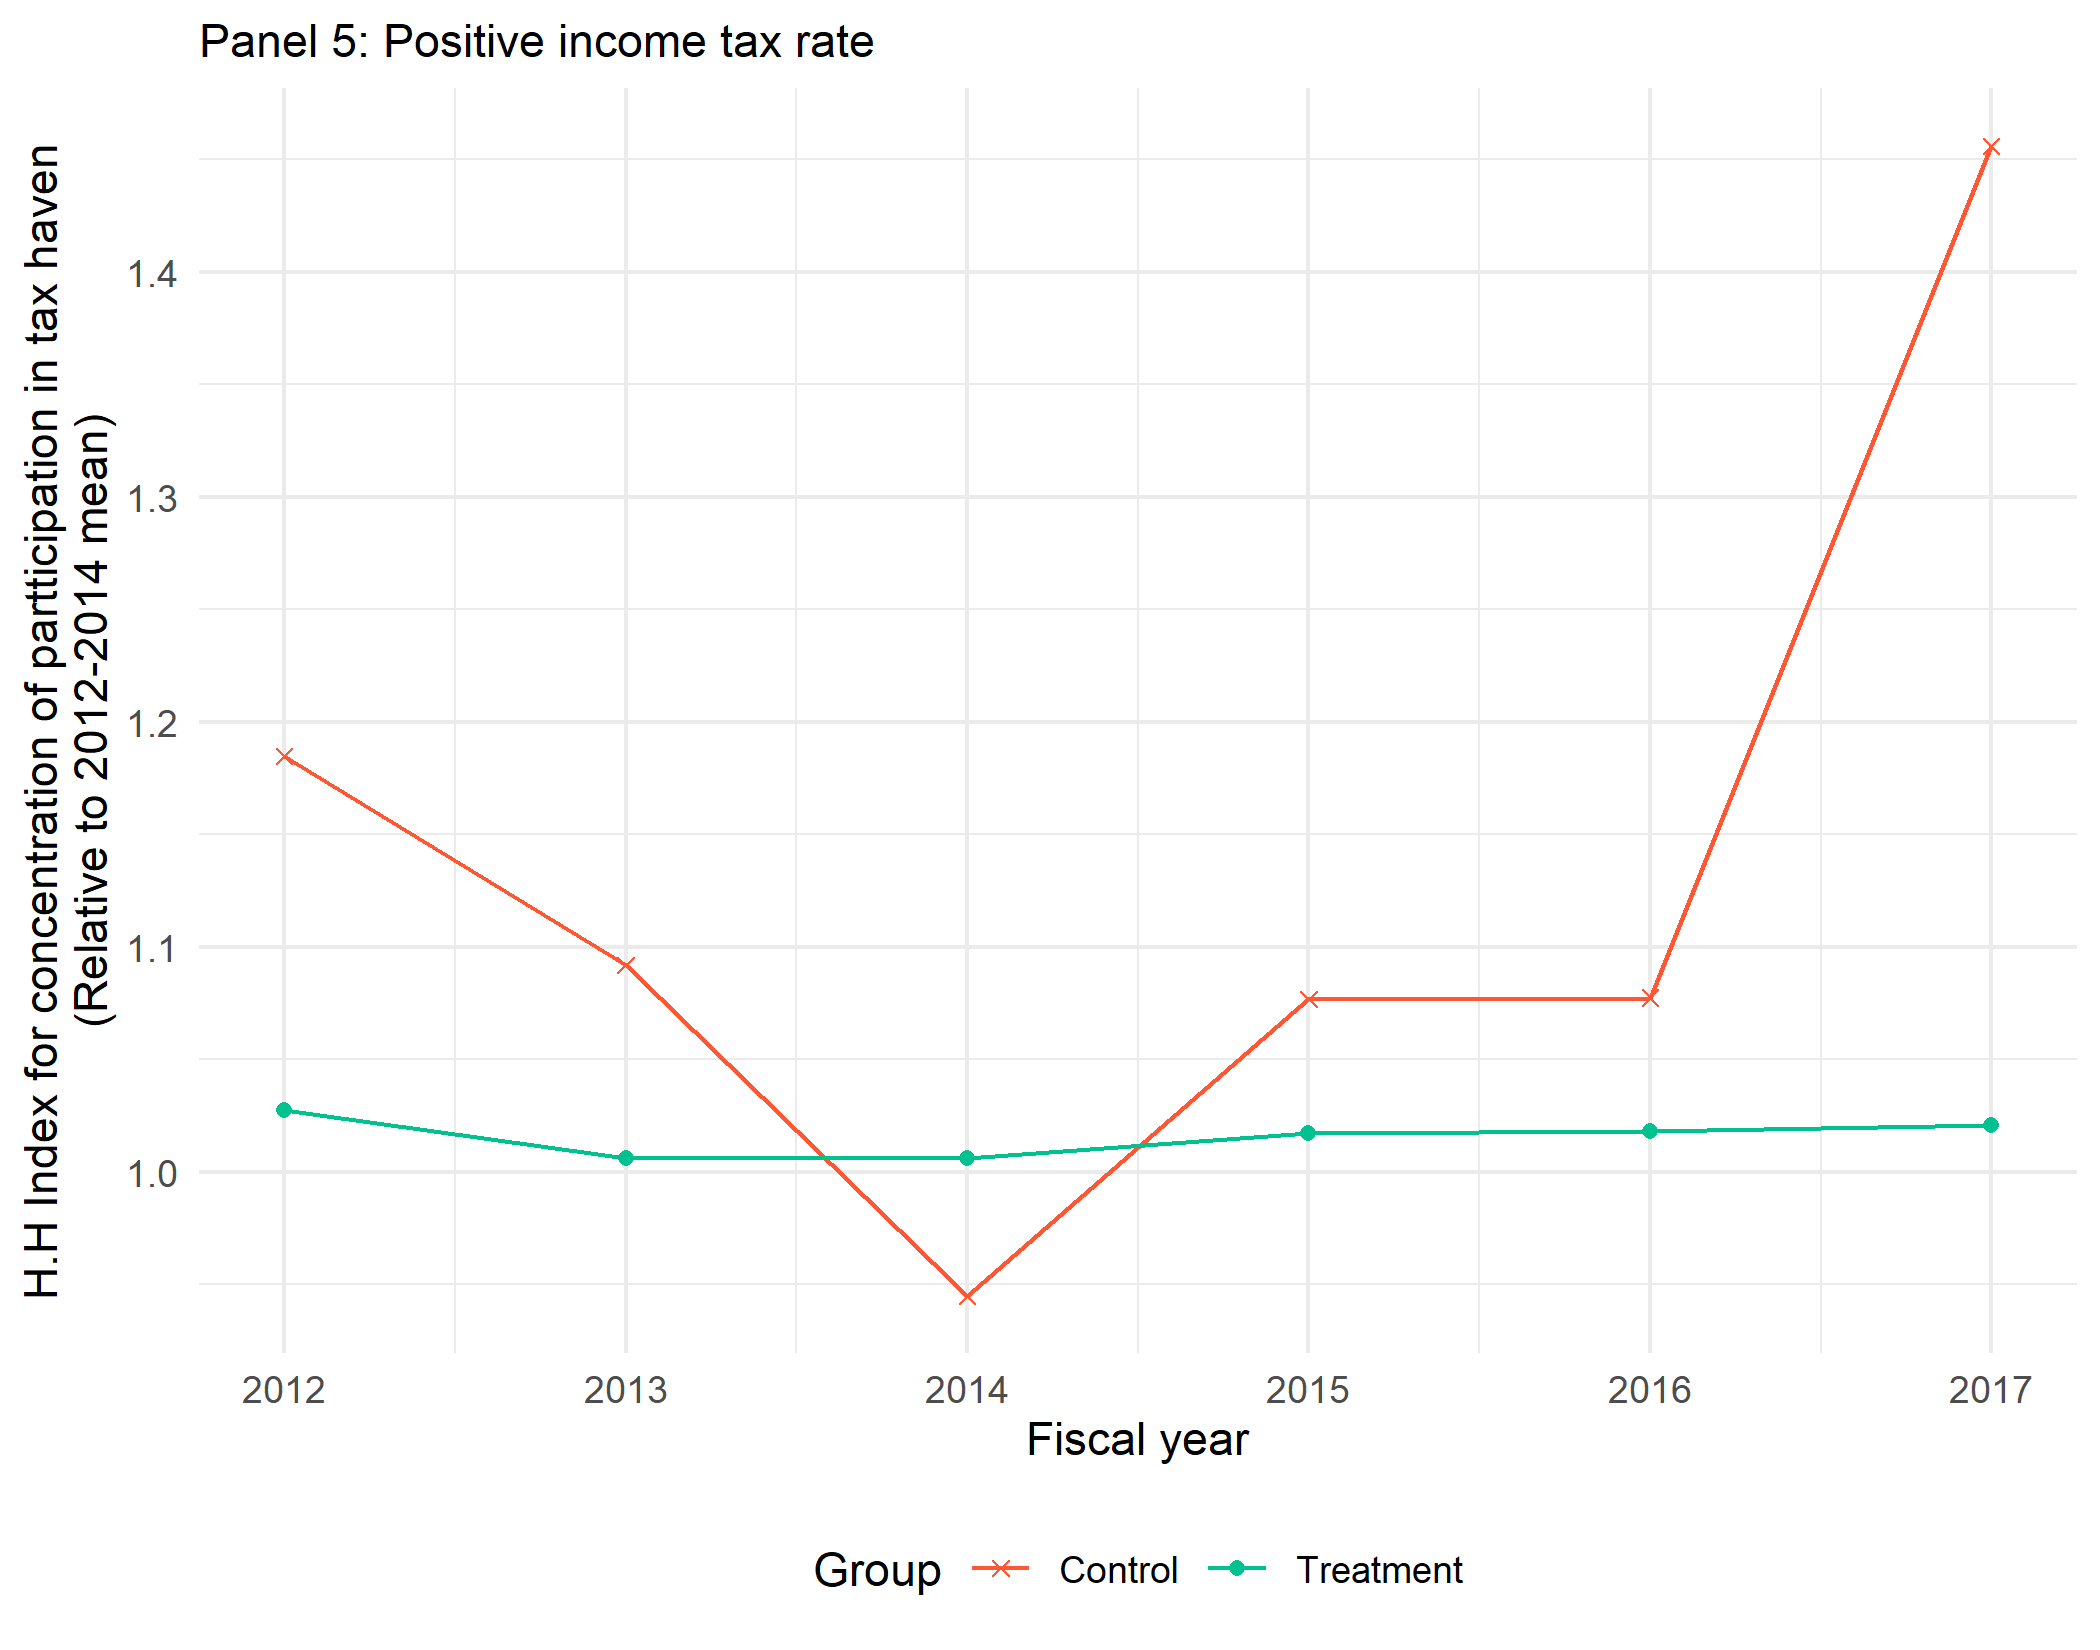 Panel 5: Positive income tax rate
H.H Index for concentration of partticipation in tax haven
(Relative to 2012-2014 mean)
1.4
1.3
1.2
1.1
1.0
2012 2013 2014 2015 2016 2017
Fiscal year
Group Control Treatment